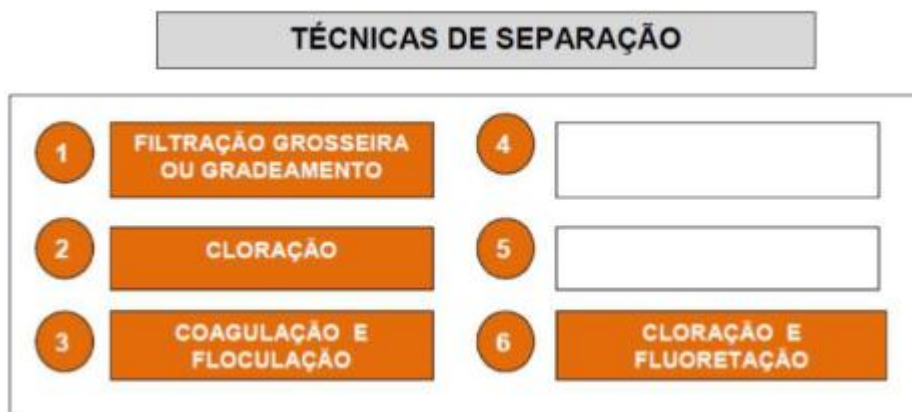 TÉCNICAS DE SEPARAÇÃO
1
FILTRAÇÃO GROSSEIRA
OU GRADEAMENTO
2
CLORAÇÃO
3
COAGULAÇÃO E
FLOCULAÇÃO
4
5
6
CLORAÇÃO E
FLUORETAÇÃO